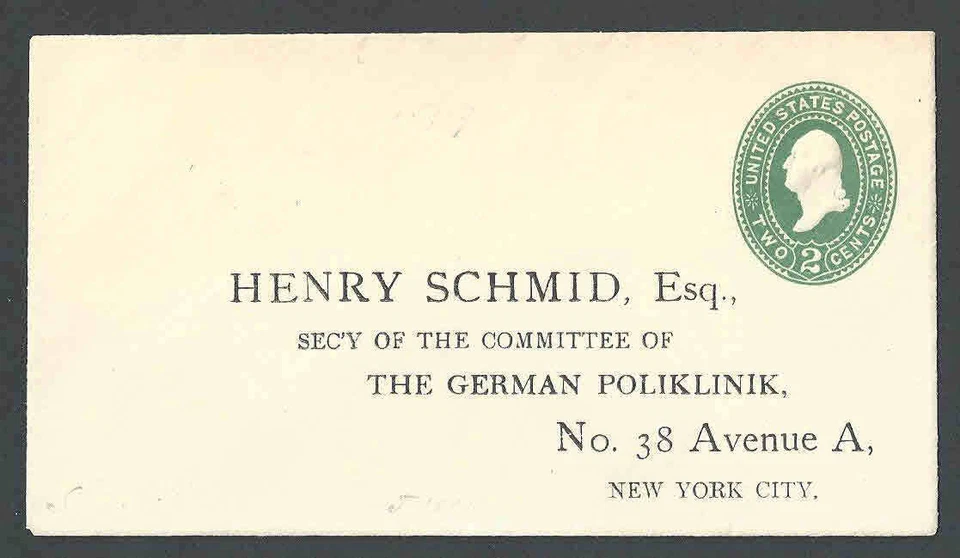 UNITED STATES POSTAGE
TWO 2 CENTS
HENRY SCHMID, Esq.,
SEC'Y OF THE COMMITTEE OF
THE GERMAN POLIKLINIK,
No. 38 Avenue A,
NEW YORK CITY.